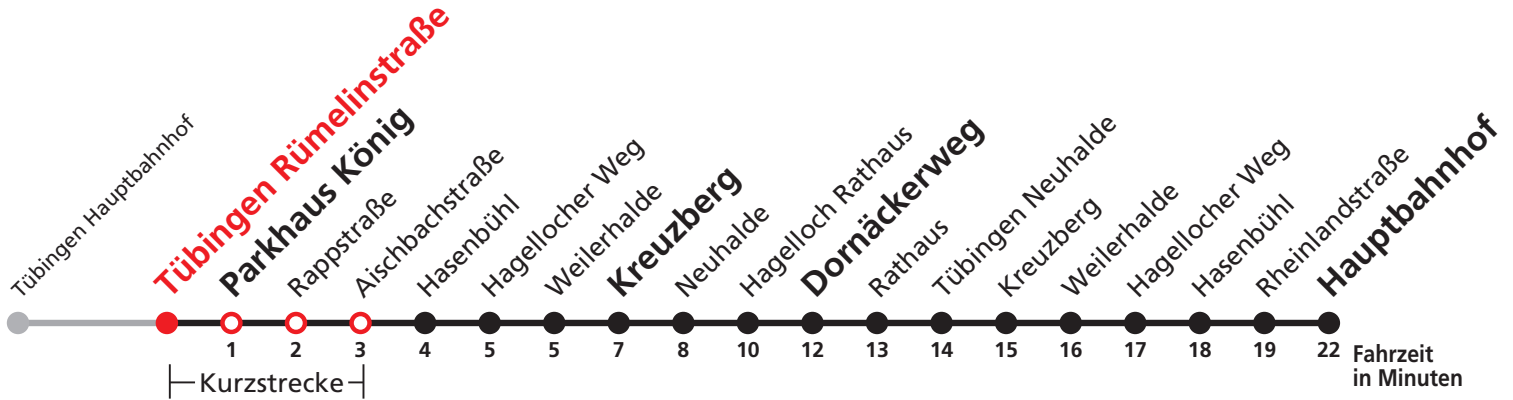 Tübingen Hauptbahnhof
Tübingen Rümelinstraße
Parkhaus König
Rappstraße
Aischbachstraße
Hasenbühl
Hagellocher Weg
Weilerhalde
Kreuzberg
Neuhalde
Hagelloch Rathaus
Dornäckerweg
Rathaus
Tübingen Neuhalde
Kreuzberg
Weilerhalde
Hagellocher Weg
Hasenbühl
Rheinlandstraße
Hauptbahnhof
1 2 3 4 5 5 7 8 10 12 13 14 15 16 17 18 19 22 Fahrzeit
in Minuten
Kurzstrecke